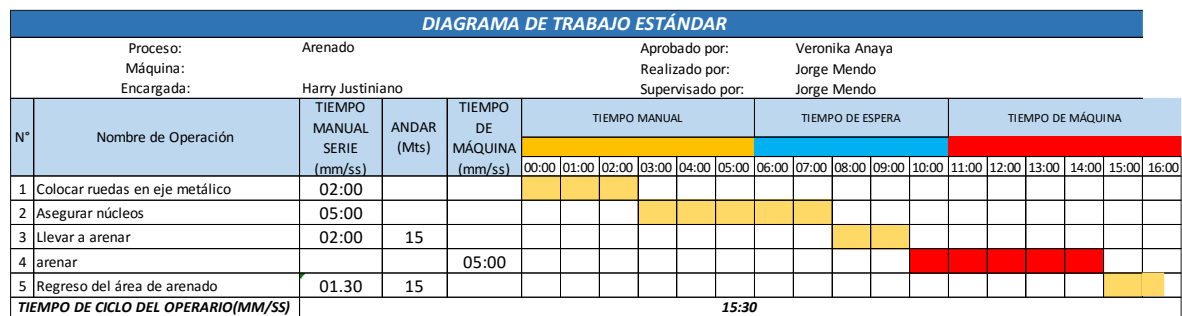 DIAGRAMA DE TRABAJO ESTÁNDAR
Proceso: Arenado Aprobado por: Veronika Anaya
Máquina: Realizado por: Jorge Mendo
Encargada: Harry Justiniano Supervisado por: Jorge Mendo
N° Nombre de Operación TIEMPO MANUAL SERIE (mm/ss) ANDAR (Mts) TIEMPO DE MÁQUINA (mm/ss) TIEMPO MANUAL TIEMPO DE ESPERA TIEMPO DE MÁQUINA
00:00 01:00 02:00 03:00 04:00 05:00 06:00 07:00 08:00 09:00 10:00 11:00 12:00 13:00 14:00 15:00 16:00
1 Colocar ruedas en eje metálico 02:00
2 Asegurar núcleos 05:00
3 Llevar a arenar 02:00 15
4 arenar 05:00
5 Regreso del área de arenado 01.30 15
TIEMPO DE CICLO DEL OPERARIO(MM/SS) 15:30